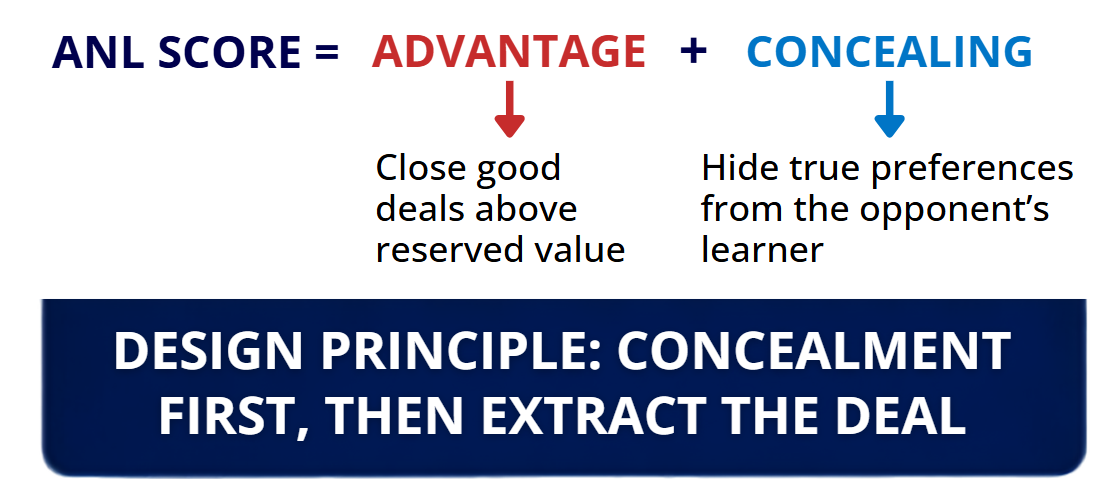 ANL SCORE = ADVANTAGE + CONCEALING
Close good
deals above
reserved value
Hide true preferences
from the opponent’s
learner
DESIGN PRINCIPLE: CONCEALMENT
FIRST, THEN EXTRACT THE DEAL